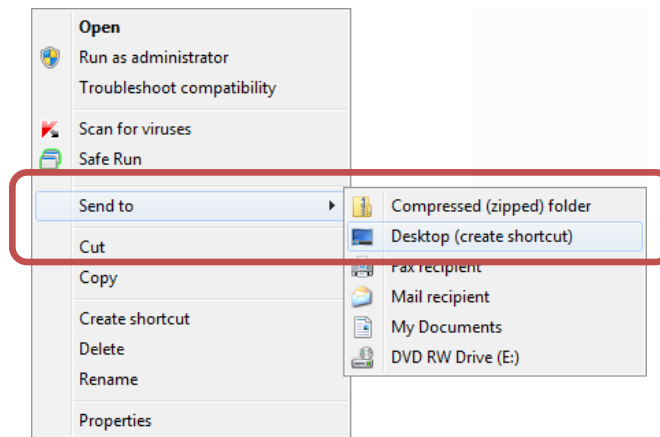 Open
Run as administrator
Troubleshoot compatibility
Scan for viruses
Safe Run
Send to
Cut
Copy
Create shortcut
Delete
Rename
Properties
Compressed (zipped) folder
Desktop (create shortcut)
Fax recipient
Mail recipient
My Documents
DVD RW Drive (E:)